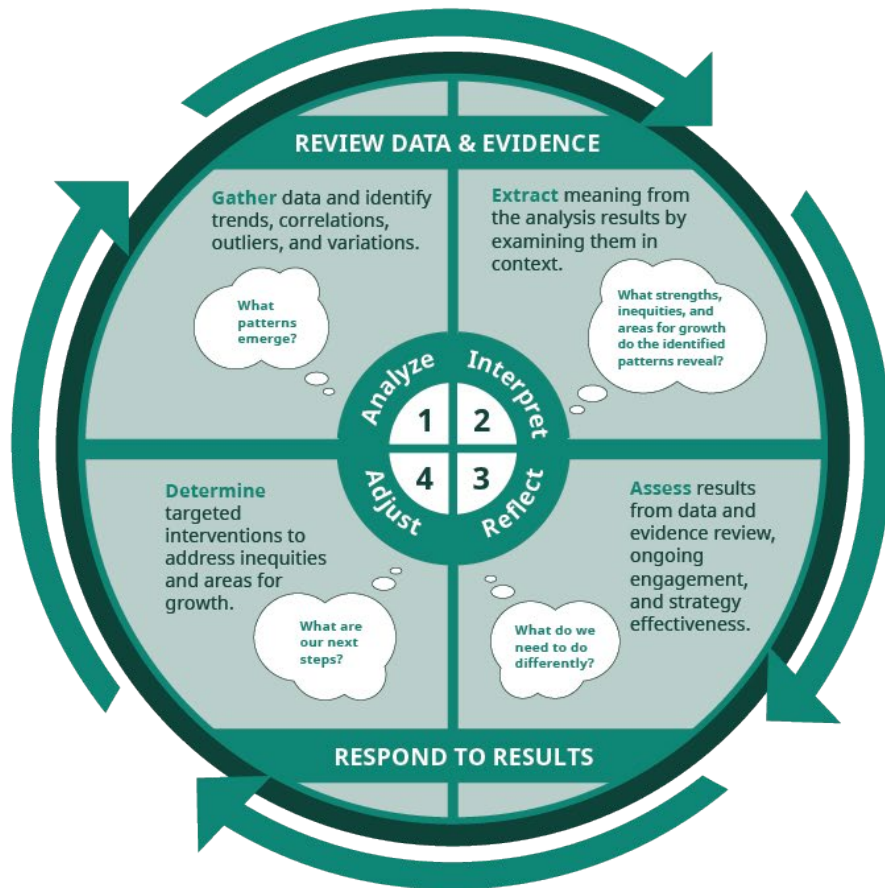 REVIEW DATA & EVIDENCE
Gather data and identify
trends, correlations,
outliers, and variations.
What
patterns
emerge?
Extract meaning from
the analysis results by
examining them in
context.
What strengths,
inequities, and
areas for growth
do the identified
patterns reveal?
Analyze
Interpret
1
2
4
3
Adjust
Reflect
Determine
targeted
interventions to
address inequities
and areas for
growth.
What are
our next
steps?
Assess results
from data and
evidence review,
ongoing
engagement,
and strategy
effectiveness.
What do we
need to do
differently?
RESPOND TO RESULTS